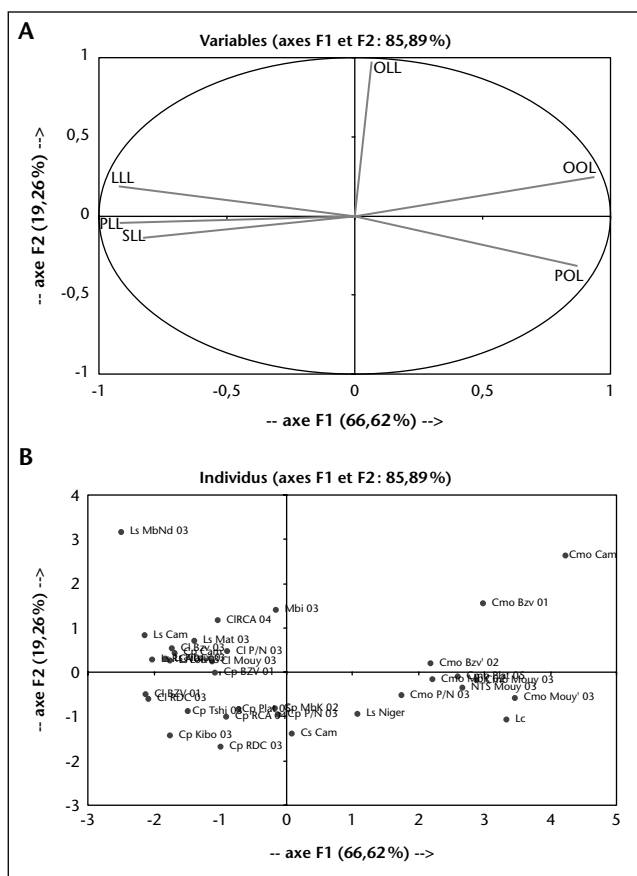 A
Variables (axes F1 et F2: 85,89%)
1
OLL
0,5
LLL
OOL
0
PLL
SLL
POL
-0,5
-1
-1 -0,5 0 0,5 1
-- axe F2 (19,26%) -->
-- axe F1 (66,62%) -->
B
Individus (axes F1 et F2: 85,89%)
4
Ls MbNd 03
3
Cmo Cam
2
Cmo Bzv 01
Mbi 03
ClRCA 04
1
Ls Cam
Ls Mat 03
Cl Bzv 03
Cl P/N 03
Cp Cam
Cl Mouy 03
Cmo Bzv' 02
0
Cp BZV 01
Cmo Mouy 03
NTS Mouy 03
Cl BZV 01
Cl RDC 03
Cmo P/N 03
Cmo Mouy' 03
Cp Tshi 03
Cp MbK 02
Cp RCA 04
Cp P/N 03
Ls Niger
-1
Lc
Cp Kibo 03
Cs Cam
Cp RDC 03
-2
-3
-3 -2 -1 0 1 2 3 4 5
-- axe F2 (19,26%) -->
-- axe F1 (66,62%) -->